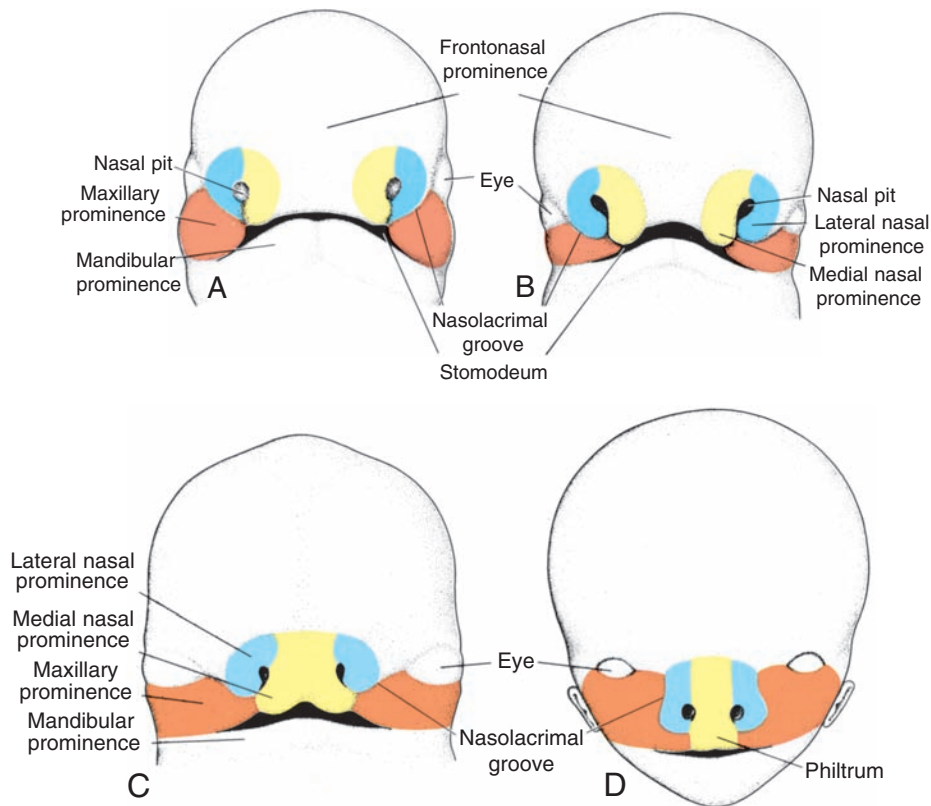 Frontonasal
prominence
Nasal pit
Maxillary
prominence
Mandibular
prominence
A
Eye
B
Nasal pit
Lateral nasal
prominence
Medial nasal
prominence
Nasolacrimal
groove
Stomodeum
Lateral nasal
prominence
Medial nasal
prominence
Maxillary
prominence
Mandibular
prominence
C
Eye
Nasolacrimal
groove
D
Philtrum